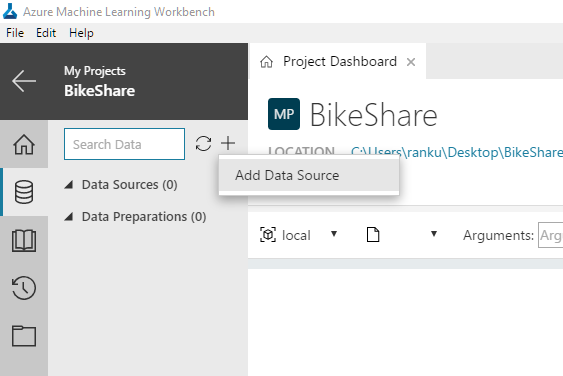 Azure Machine Learning Workbench
File Edit Help
My Projects
BikeShare
Project Dashboard
MP BikeShare
Search Data
LOCATION C:\Users\ranku\Desktop\BikeShare
Add Data Source
Data Sources (0)
Data Preparations (0)
local Arguments: Arg